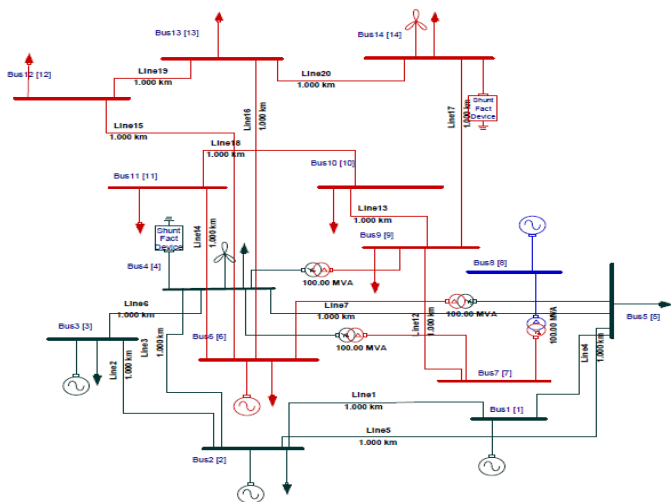 Bus13 [13]
Bus14 [14]
Bus12 [12]
Line19
1.000 km
Line20
1.000 km
Shunt
Fact
Device
Line17
1.000 km
Line16
1.000 km
Line15
1.000 km
Line18
1.000 km
Bus11 [11]
Bus10 [10]
Line13
1.000 km
Line14
1.000 km
Shunt
Fact
Device
Bus9 [9]
Bus8 [8]
Bus4 [4]
100.00 MVA
Line6
1.000 km
Line7
1.000 km
100.00 MVA
100.00 MVA
Bus5 [5]
Bus3 [3]
Bus6 [6]
100.00 MVA
Line12
1.000 km
Line2
1.000 km
Line3
1.000 km
Line4
1.000 km
Bus7 [7]
Line1
1.000 km
Bus1 [1]
Line5
1.000 km
Bus2 [2]